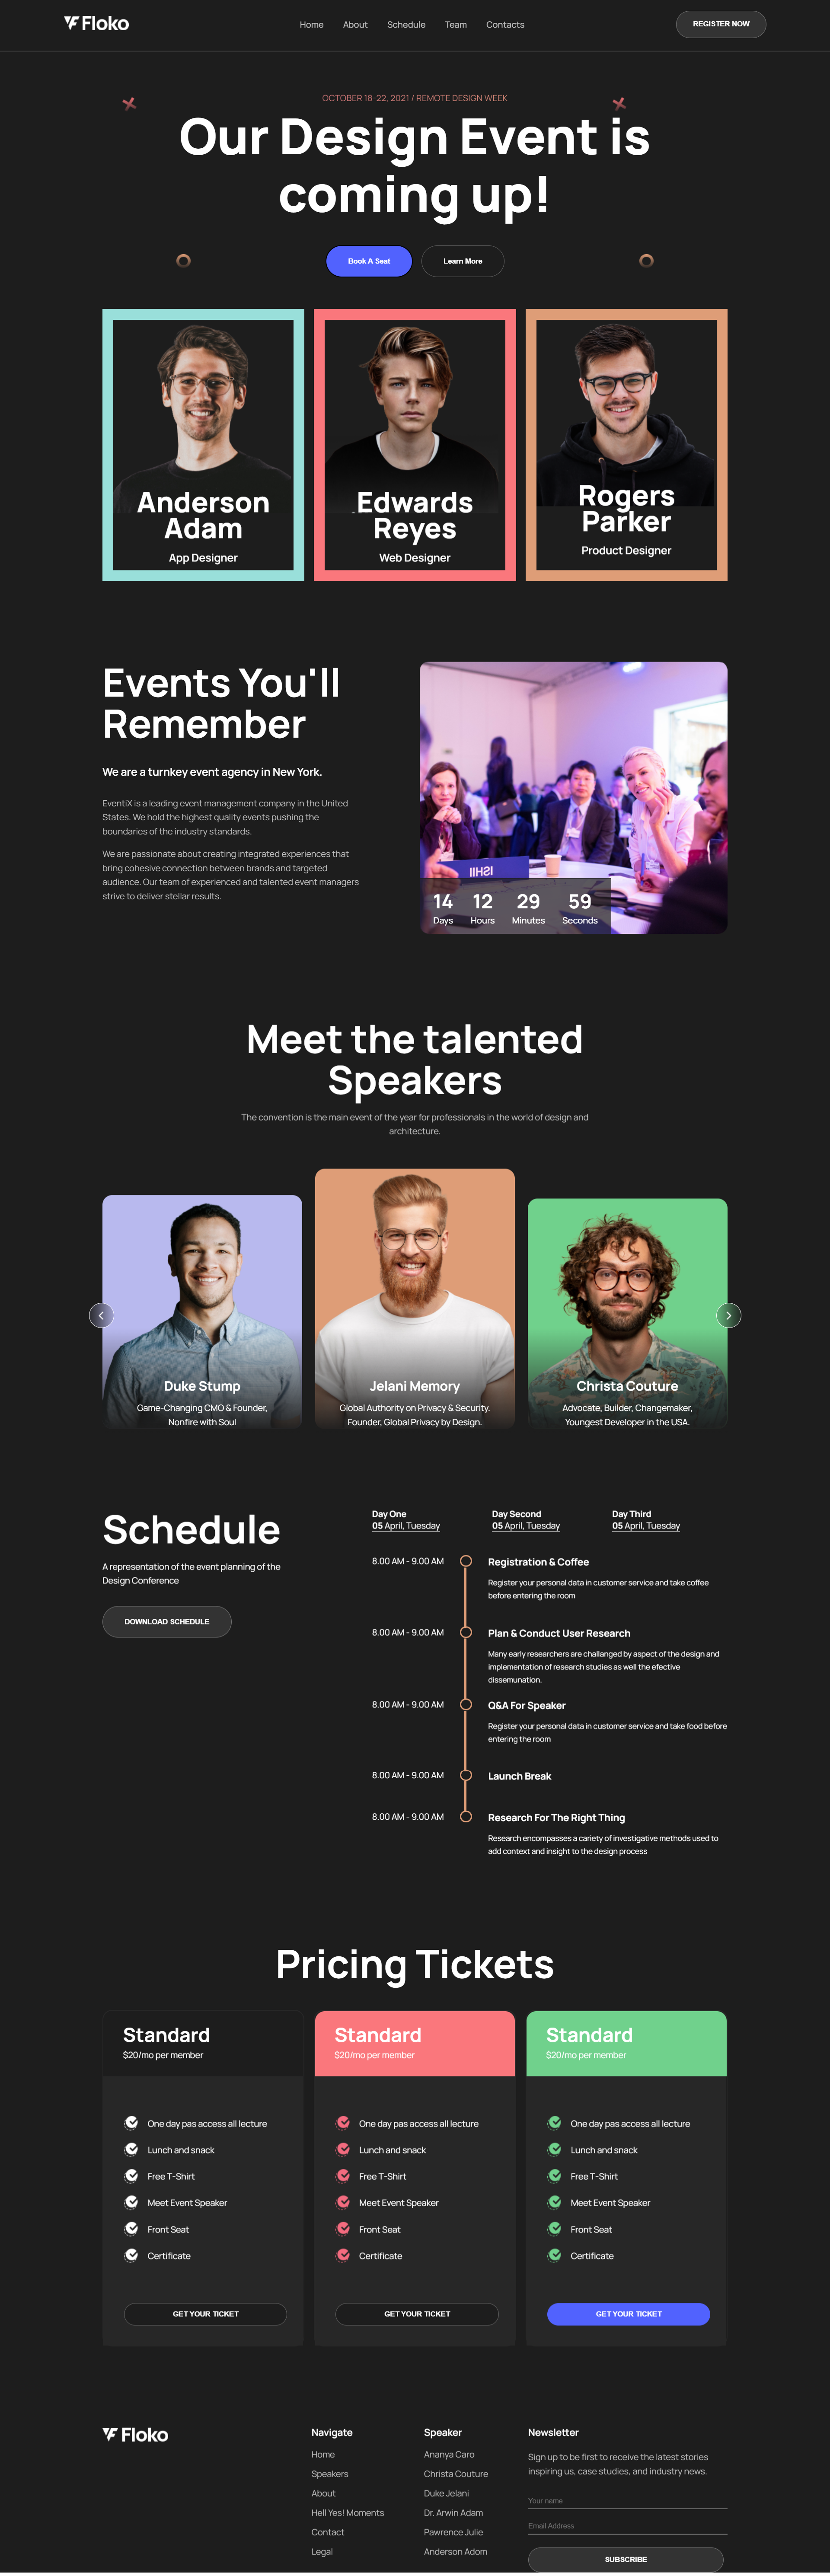 Floko
Home About Schedule Team Contacts
REGISTER NOW
OCTOBER 18-22, 2021 / REMOTE DESIGN WEEK
Our Design Event is
coming up!
Book A Seat
Learn More
Anderson
Adam
App Designer
Edwards
Reyes
Web Designer
Rogers
Parker
Product Designer
Events You'll
Remember
We are a turnkey event agency in New York.
EventiX is a leading event management company in the United
States. We hold the highest quality events pushing the
boundaries of the industry standards.
We are passionate about creating integrated experiences that
bring cohesive connection between brands and targeted
audience. Our team of experienced and talented event managers
strive to deliver stellar results.
14 12 29 59
Days Hours Minutes Seconds
Meet the talented
Speakers
The convention is the main event of the year for professionals in the world of design and
architecture.
Duke Stump
Game-Changing CMO & Founder,
Nonfire with Soul
Jelani Memory
Global Authority on Privacy & Security.
Founder, Global Privacy by Design.
Christa Couture
Advocate, Builder, Changemaker,
Youngest Developer in the USA.
Schedule
A representation of the event planning of the
Design Conference
DOWNLOAD SCHEDULE
Day One
05 April, Tuesday
Day Second
05 April, Tuesday
Day Third
05 April, Tuesday
8.00 AM - 9.00 AM
Registration & Coffee
Register your personal data in customer service and take coffee
before entering the room
8.00 AM - 9.00 AM
Plan & Conduct User Research
Many early researchers are challanged by aspect of the design and
implementation of research studies as well the efective
dissemunation.
8.00 AM - 9.00 AM
Q&A For Speaker
Register your personal data in customer service and take food before
entering the room
8.00 AM - 9.00 AM
Launch Break
8.00 AM - 9.00 AM
Research For The Right Thing
Research encompasses a cariety of investigative methods used to
add context and insight to the design process
Pricing Tickets
Standard
$20/mo per member
One day pas access all lecture
Lunch and snack
Free T-Shirt
Meet Event Speaker
Front Seat
Certificate
GET YOUR TICKET
Standard
$20/mo per member
One day pas access all lecture
Lunch and snack
Free T-Shirt
Meet Event Speaker
Front Seat
Certificate
GET YOUR TICKET
Standard
$20/mo per member
One day pas access all lecture
Lunch and snack
Free T-Shirt
Meet Event Speaker
Front Seat
Certificate
GET YOUR TICKET
Floko
Navigate
Home
Speakers
About
Hell Yes! Moments
Contact
Legal
Speaker
Ananya Caro
Christa Couture
Duke Jelani
Dr. Arwin Adam
Pawrence Julie
Anderson Adom
Newsletter
Sign up to be first to receive the latest stories
inspiring us, case studies, and industry news.
Your name
Email Address
SUBSCRIBE